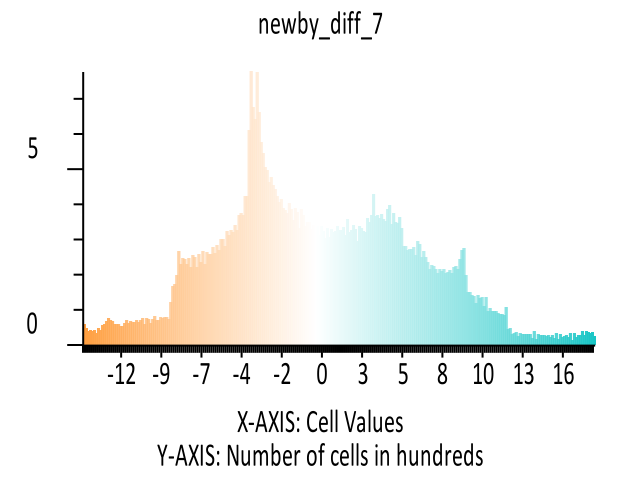 newby_diff_7
5
0
-12 -9 -7 -4 -2 0 3 5 8 10 13 16
X-AXIS: Cell Values
Y-AXIS: Number of cells in hundreds